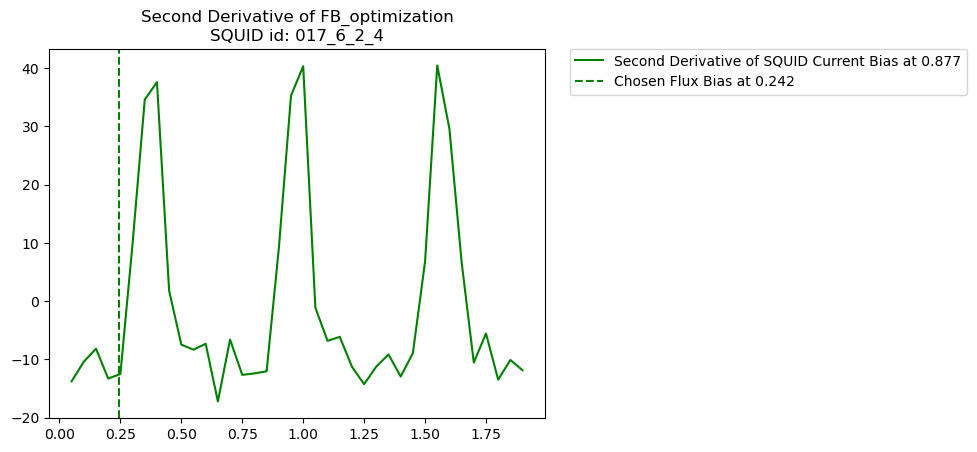 Second Derivative of FB_optimization
SQUID id: 017_6_2_4
Second Derivative of SQUID Current Bias at 0.877
Chosen Flux Bias at 0.242
40
30
20
10
0
−10
−20
0.00 0.25 0.50 0.75 1.00 1.25 1.50 1.75